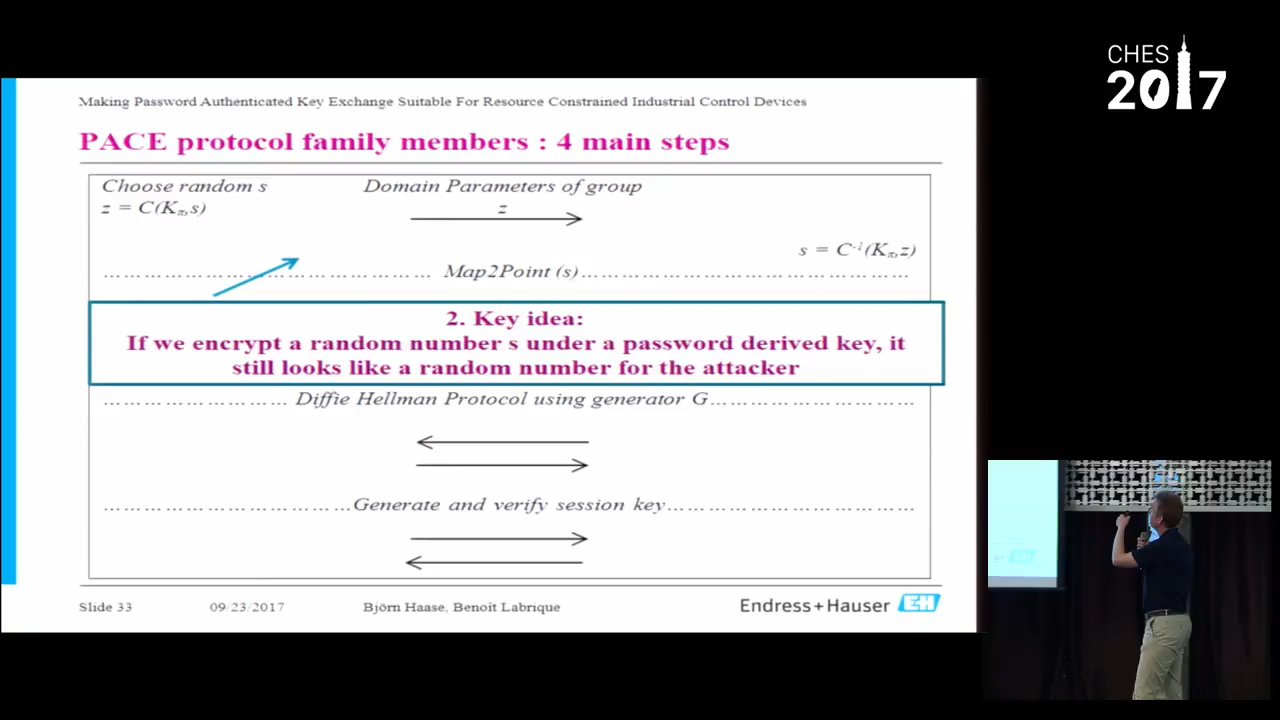 CHES
2017
Making Password Authenticated Key Exchange Suitable For Resource Constrained Industrial Control Devices
PACE protocol family members : 4 main steps
Choose random s
Domain Parameters of group
z = C(Kπ,s)
z
s = C⁻¹(Kπ,z)
Map2Point (s)
2. Key idea:
If we encrypt a random number s under a password derived key, it
still looks like a random number for the attacker
Diffie Hellman Protocol using generator G
Generate and verify session key
Slide 33
09/23/2017
Björn Haase, Benoît Labrique
Endress+Hauser
EH